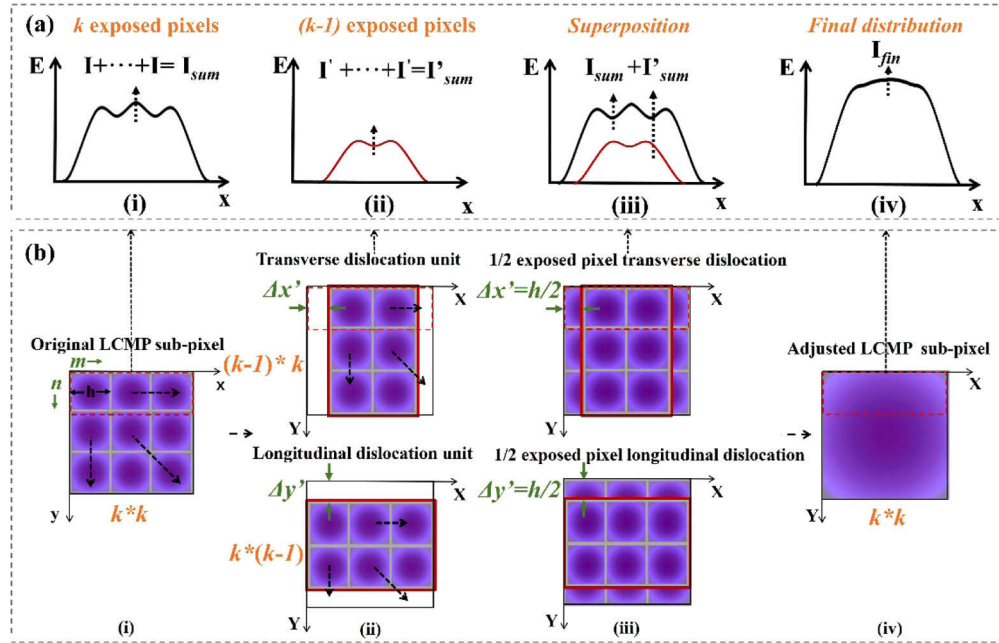 (a)
k exposed pixels
(k-1) exposed pixels
Superposition
Final distribution
E
I+⋯+I= I_sum
E
I' +⋯+I'=I'_sum
E
I_sum+I'_sum
E
I_fin
(i)
x
(ii)
x
(iii)
x
(iv)
x
(b)
Transverse dislocation unit
1/2 exposed pixel transverse dislocation
Δx'
X
Δx'=h/2
X
Original LCMP sub-pixel
Adjusted LCMP sub-pixel
m
x
(k-1)* k
X
n
h
Y
Y
Longitudinal dislocation unit
1/2 exposed pixel longitudinal dislocation
Δy'
X
Δy'=h/2
X
y
k*k
Y
k*k
k*(k-1)
Y
Y
(i)
(ii)
(iii)
(iv)